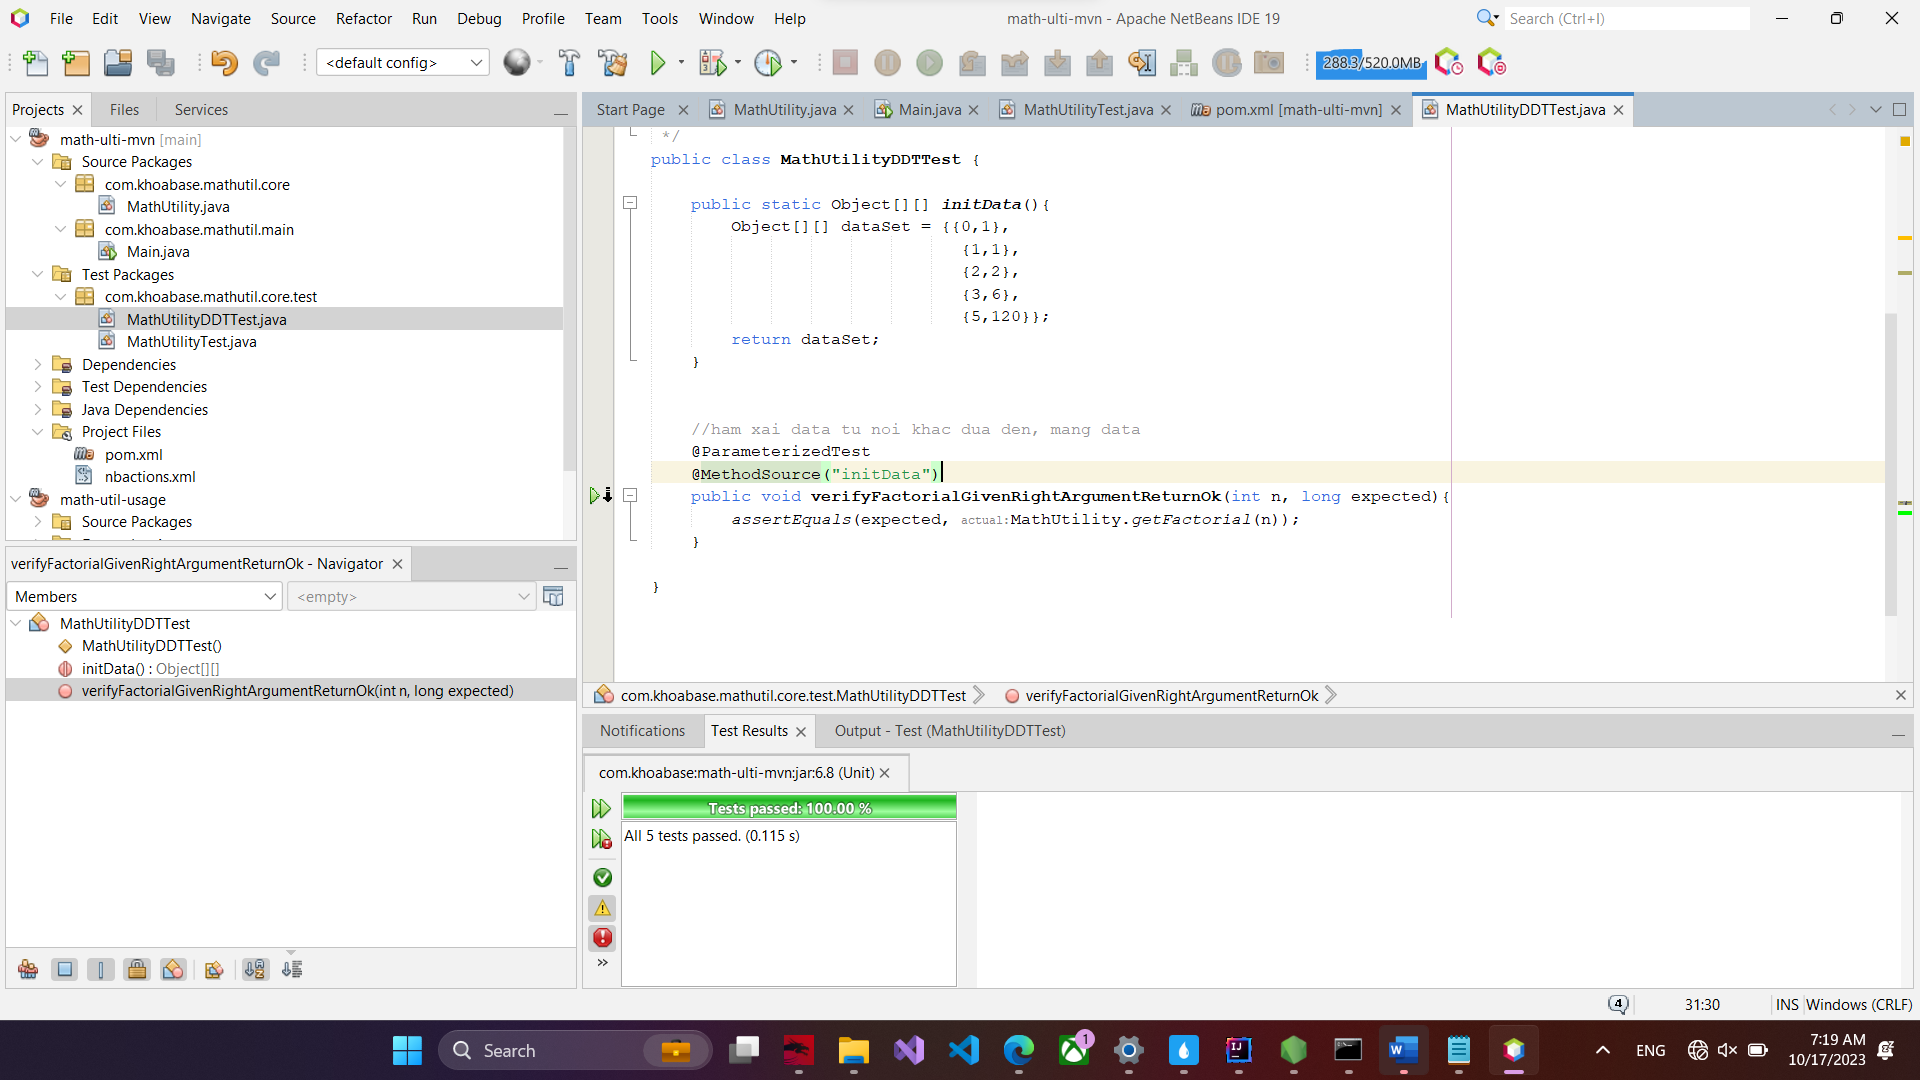 File Edit View Navigate Source Refactor Run Debug Profile Team Tools Window Help
math-ulti-mvn - Apache NetBeans IDE 19
Search (Ctrl+I)
<default config>
288.3/520.0MB
Projects Files Services
math-ulti-mvn [main]
Source Packages
com.khoabase.mathutil.core
MathUtility.java
com.khoabase.mathutil.main
Main.java
Test Packages
com.khoabase.mathutil.core.test
MathUtilityDDTTest.java
MathUtilityTest.java
Dependencies
Test Dependencies
Java Dependencies
Project Files
pom.xml
nbactions.xml
math-util-usage
Source Packages
Start Page MathUtility.java Main.java MathUtilityTest.java pom.xml [math-ulti-mvn] MathUtilityDDTTest.java
*/
public class MathUtilityDDTTest {
public static Object[][] initData(){
Object[][] dataSet = {{0,1},
{1,1},
{2,2},
{3,6},
{5,120}};
return dataSet;
}
//ham xai data tu noi khac dua den, mang data
@ParameterizedTest
@MethodSource("initData")
public void verifyFactorialGivenRightArgumentReturnOk(int n, long expected){
assertEquals(expected, actual:MathUtility.getFactorial(n));
}
}
com.khoabase.mathutil.core.test.MathUtilityDDTTest verifyFactorialGivenRightArgumentReturnOk
verifyFactorialGivenRightArgumentReturnOk - Navigator
Members <empty>
MathUtilityDDTTest
MathUtilityDDTTest()
initData() : Object[][]
verifyFactorialGivenRightArgumentReturnOk(int n, long expected)
Notifications Test Results Output - Test (MathUtilityDDTTest)
com.khoabase:math-ulti-mvn:jar:6.8 (Unit)
Tests passed: 100.00 %
All 5 tests passed. (0.115 s)
4 31:30 INS Windows (CRLF)
Search
1
ENG
7:19 AM
10/17/2023